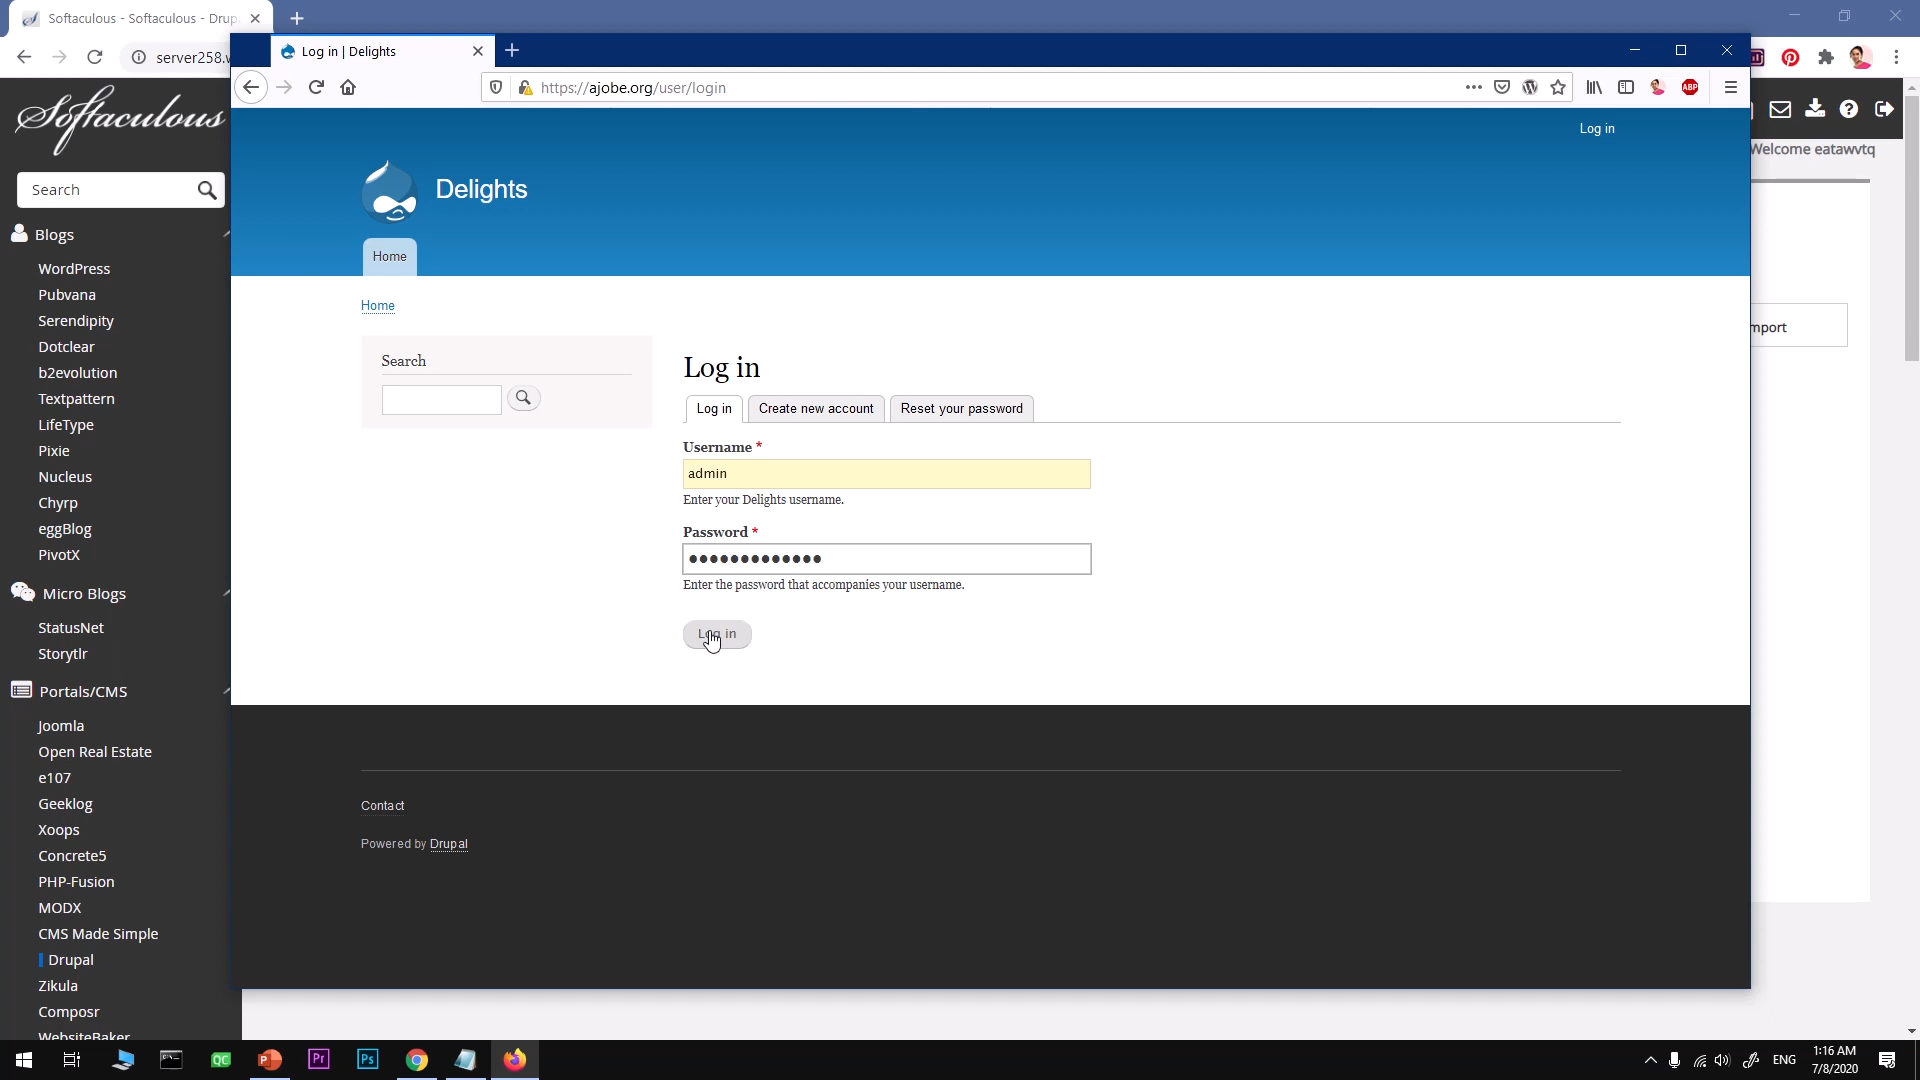 Softaculous - Softaculous - Drup
server258.w
Log in | Delights
https://ajobe.org/user/login
ABP
Softaculous
Search
Welcome eatawvtq
mport
Blogs
WordPress
Pubvana
Serendipity
Dotclear
b2evolution
Textpattern
LifeType
Pixie
Nucleus
Chyrp
eggBlog
PivotX
Micro Blogs
StatusNet
Storytlr
Portals/CMS
Joomla
Open Real Estate
e107
Geeklog
Xoops
Concrete5
PHP-Fusion
MODX
CMS Made Simple
Drupal
Zikula
Composr
WebsiteBaker
Log in
Delights
Home
Home
Search
Log in
Log in
Create new account
Reset your password
Username *
admin
Enter your Delights username.
Password *
Enter the password that accompanies your username.
Log in
Contact
Powered by Drupal
QC
P
Pr
Ps
ENG
1:16 AM
7/8/2020